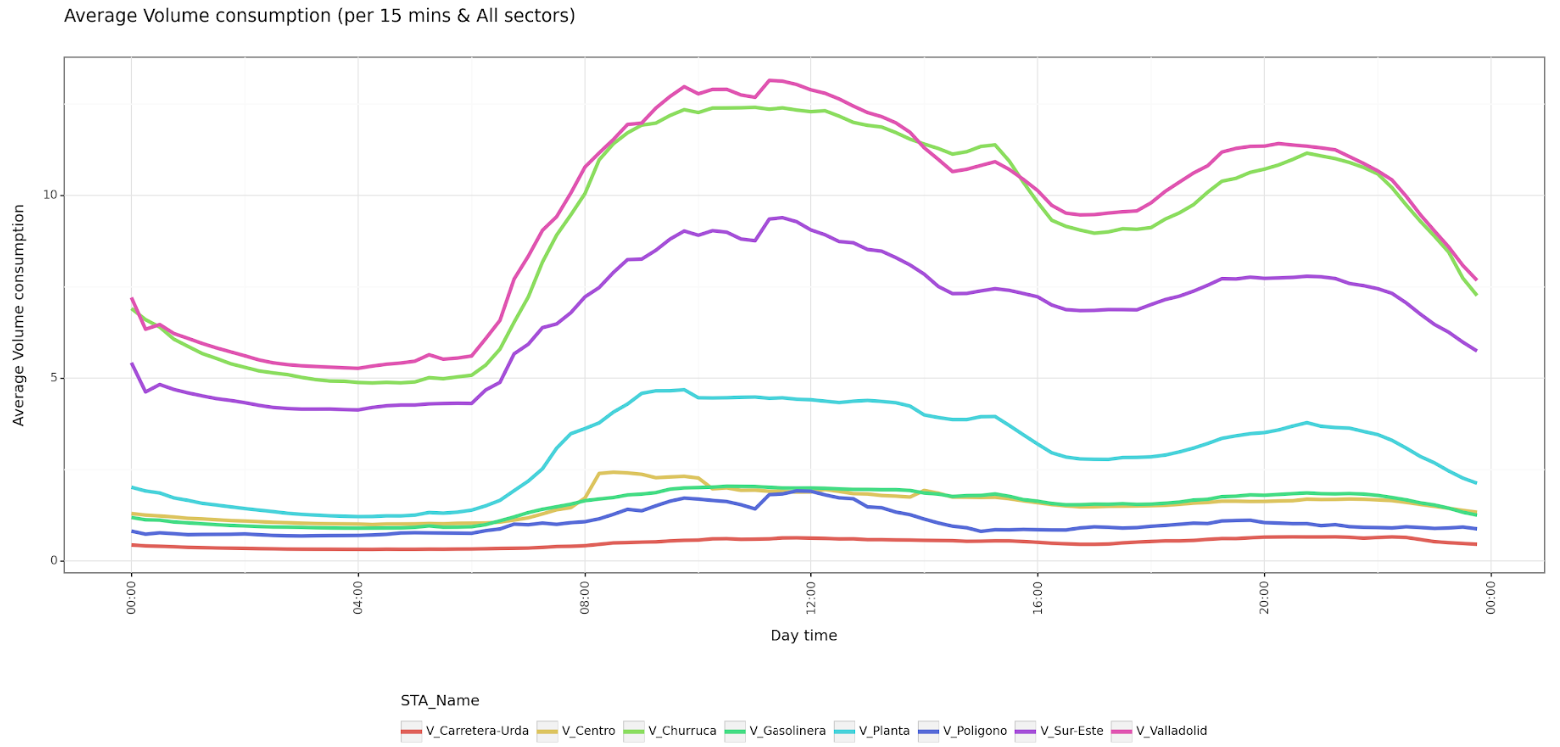 Average Volume consumption (per 15 mins & All sectors)
Average Volume consumption
10
5
0
00:00 04:00 08:00 12:00 16:00 20:00 00:00
Day time
STA_Name
V_Carretera-Urda V_Centro V_Churruca V_Gasolinera V_Planta V_Poligono V_Sur-Este V_Valladolid